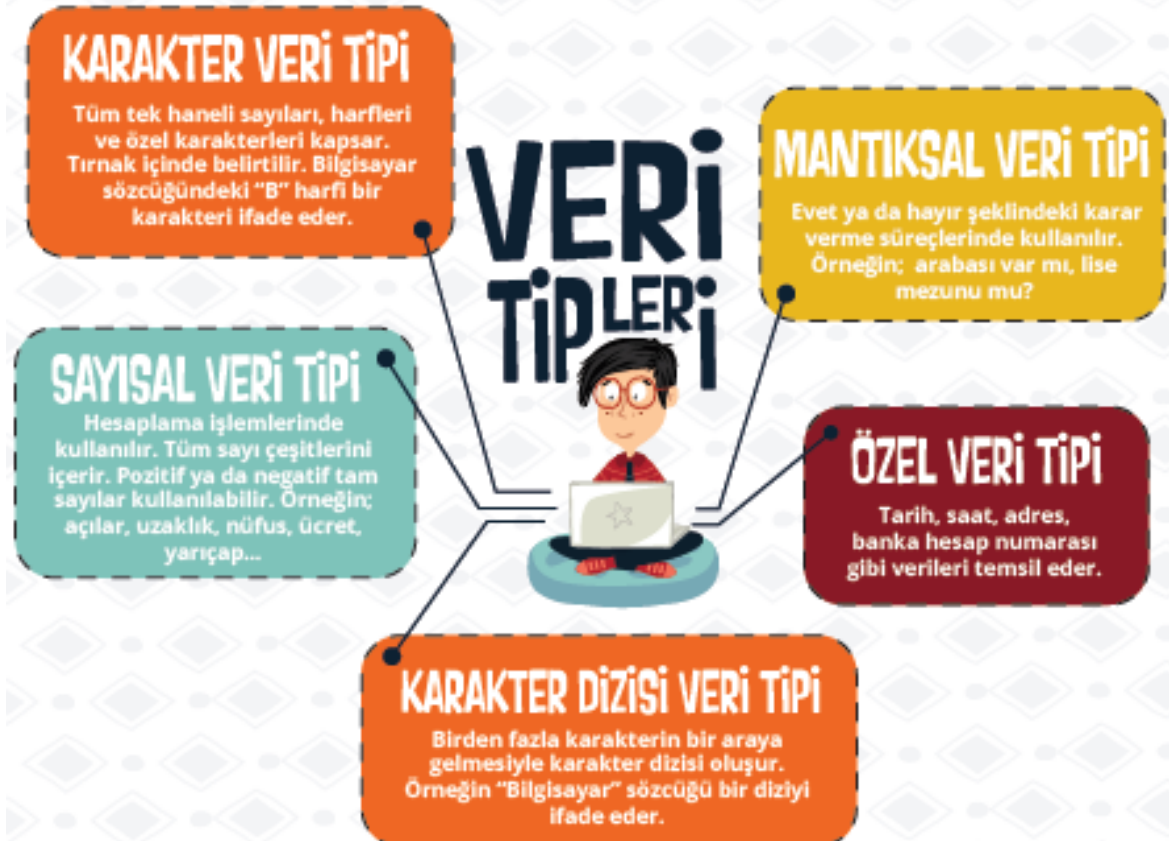 KARAKTER VERİ TİPİ
Tüm tek haneli sayıları, harfleri
ve özel karakterleri kapsar.
Tırnak içinde belirtilir. Bilgisayar
sözcüğündeki “B” harfi bir
karakteri ifade eder.
VERİ
TİPLERİ
MANTIKSAL VERİ TİPİ
Evet ya da hayır şeklindeki karar
verme süreçlerinde kullanılır.
Örneğin; arabası var mı, lise
mezunu mu?
SAYISAL VERİ TİPİ
Hesaplama işlemlerinde
kullanılır. Tüm sayı çeşitlerini
içerir. Pozitif ya da negatif tam
sayılar kullanılabilir. Örneğin;
açılar, uzaklık, nüfus, ücret,
yarıçap...
ÖZEL VERİ TİPİ
Tarih, saat, adres,
banka hesap numarası
gibi verileri temsil eder.
KARAKTER DİZİSİ VERİ TİPİ
Birden fazla karakterin bir araya
gelmesiyle karakter dizisi oluşur.
Örneğin “Bilgisayar” sözcüğü bir diziyi
ifade eder.